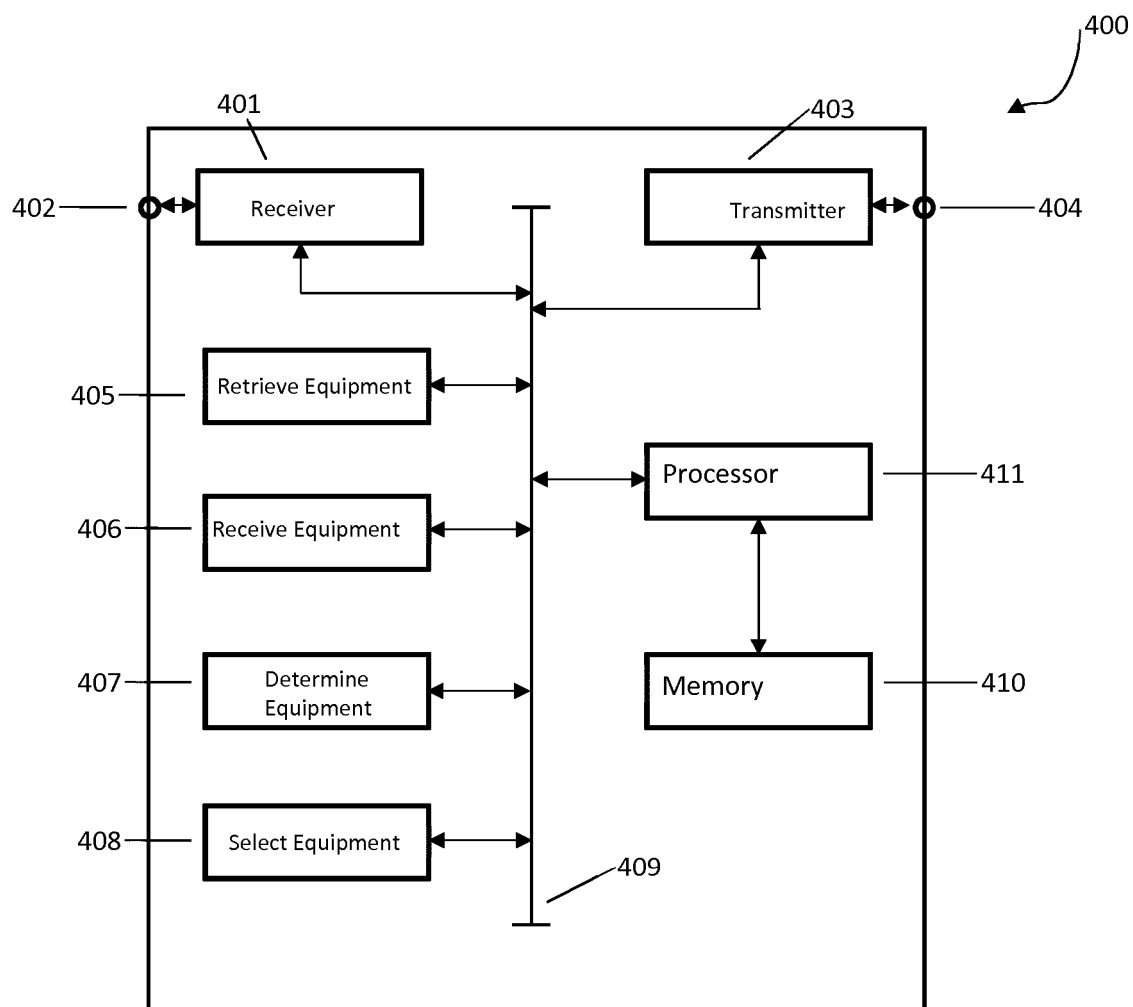 400
401
403
402
Receiver
Transmitter
404
405
Retrieve Equipment
Processor
411
406
Receive Equipment
407
Determine
Equipment
Memory
410
408
Select Equipment
409